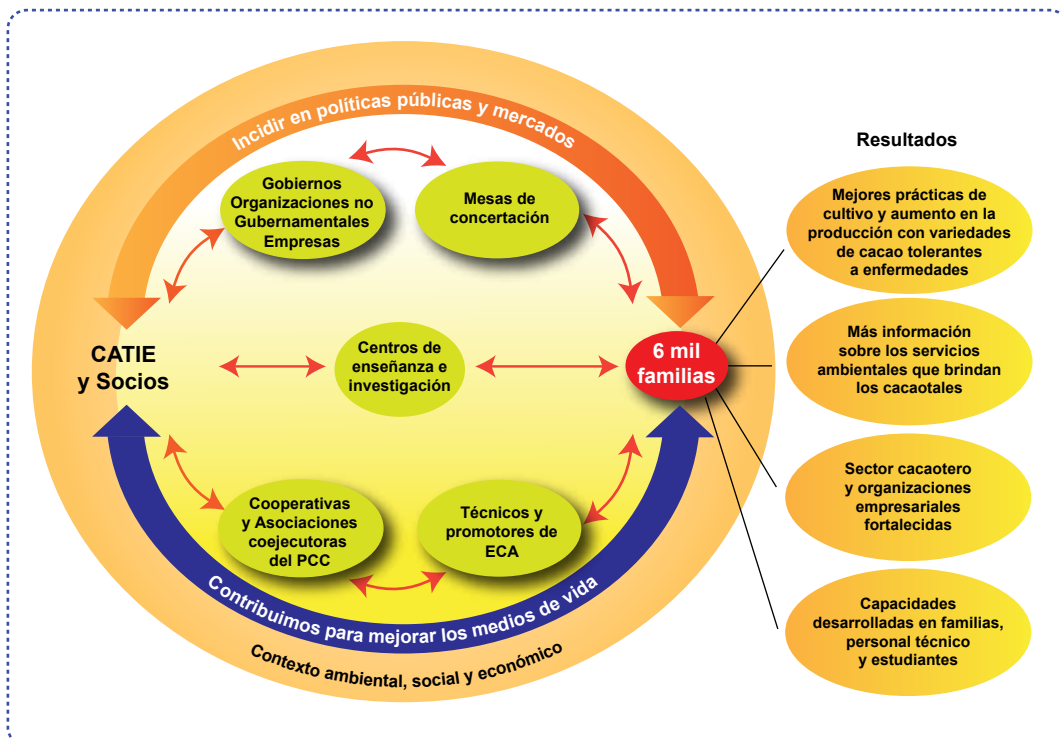 Incidir en políticas públicas y mercados
Gobiernos
Organizaciones no
Gubernamentales
Empresas
Mesas de
concertación
CATIE
y Socios
Centros de
enseñanza e
investigación
6 mil
familias
Cooperativas
y Asociaciones
coejecutoras
del PCC
Técnicos y
promotores de
ECA
Contribuimos para mejorar los medios de vida
Contexto ambiental, social y económico
Resultados
Mejores prácticas de
cultivo y aumento en la
producción con variedades
de cacao tolerantes
a enfermedades
Más información
sobre los servicios
ambientales que brindan
los cacaotales
Sector cacaotero
y organizaciones
empresariales
fortalecidas
Capacidades
desarrolladas en familias,
personal técnico
y estudiantes